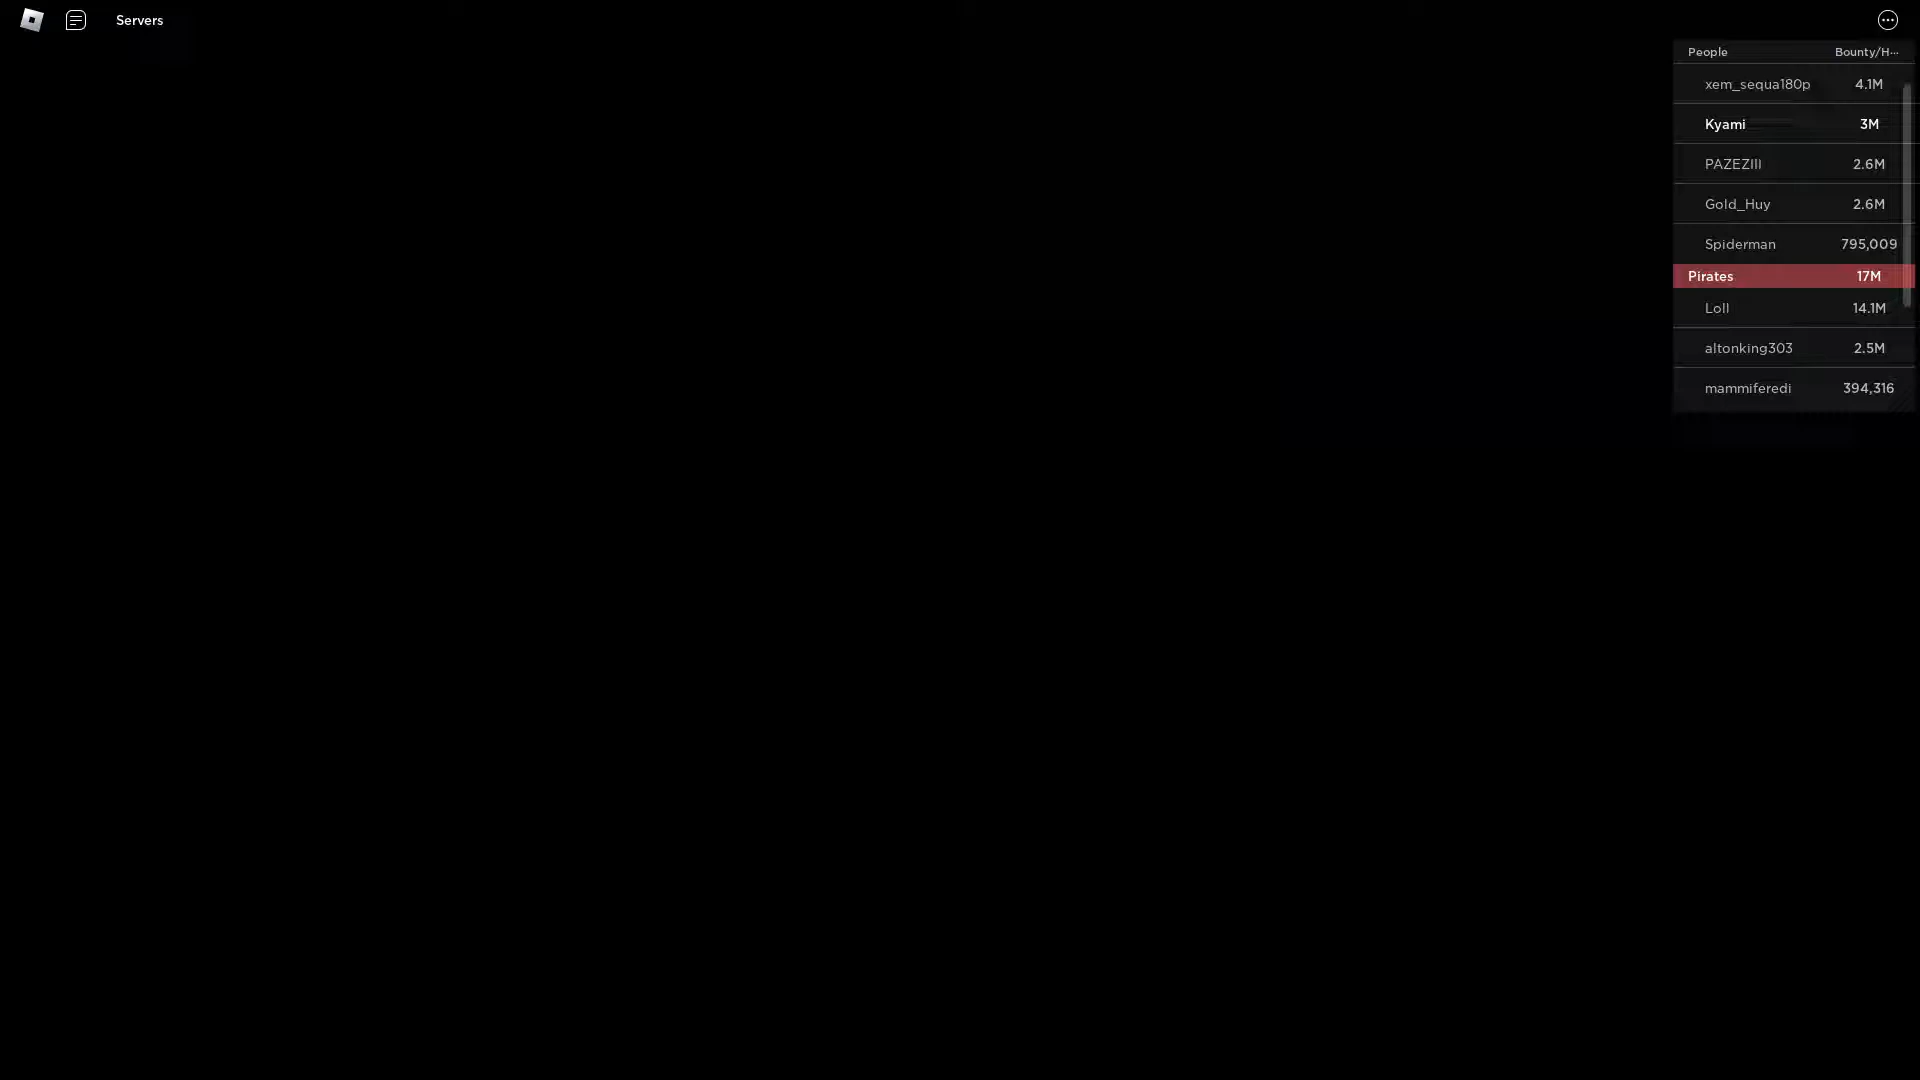 Servers
People Bounty/H...
xem_sequa180p 4.1M
Kyami 3M
PAZEZIII 2.6M
Gold_Huy 2.6M
Spiderman 795,009
Pirates 17M
Loll 14.1M
altonking303 2.5M
mammiferedi 394,316